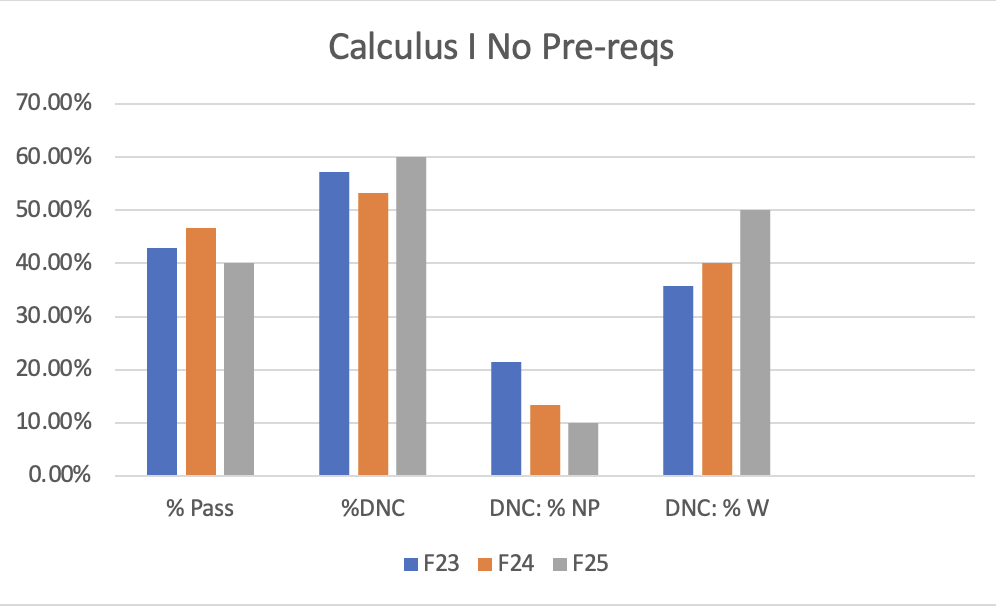 Calculus I No Pre-reqs
70.00%
60.00%
50.00%
40.00%
30.00%
20.00%
10.00%
0.00%
% Pass %DNC DNC: % NP DNC: % W
F23 F24 F25